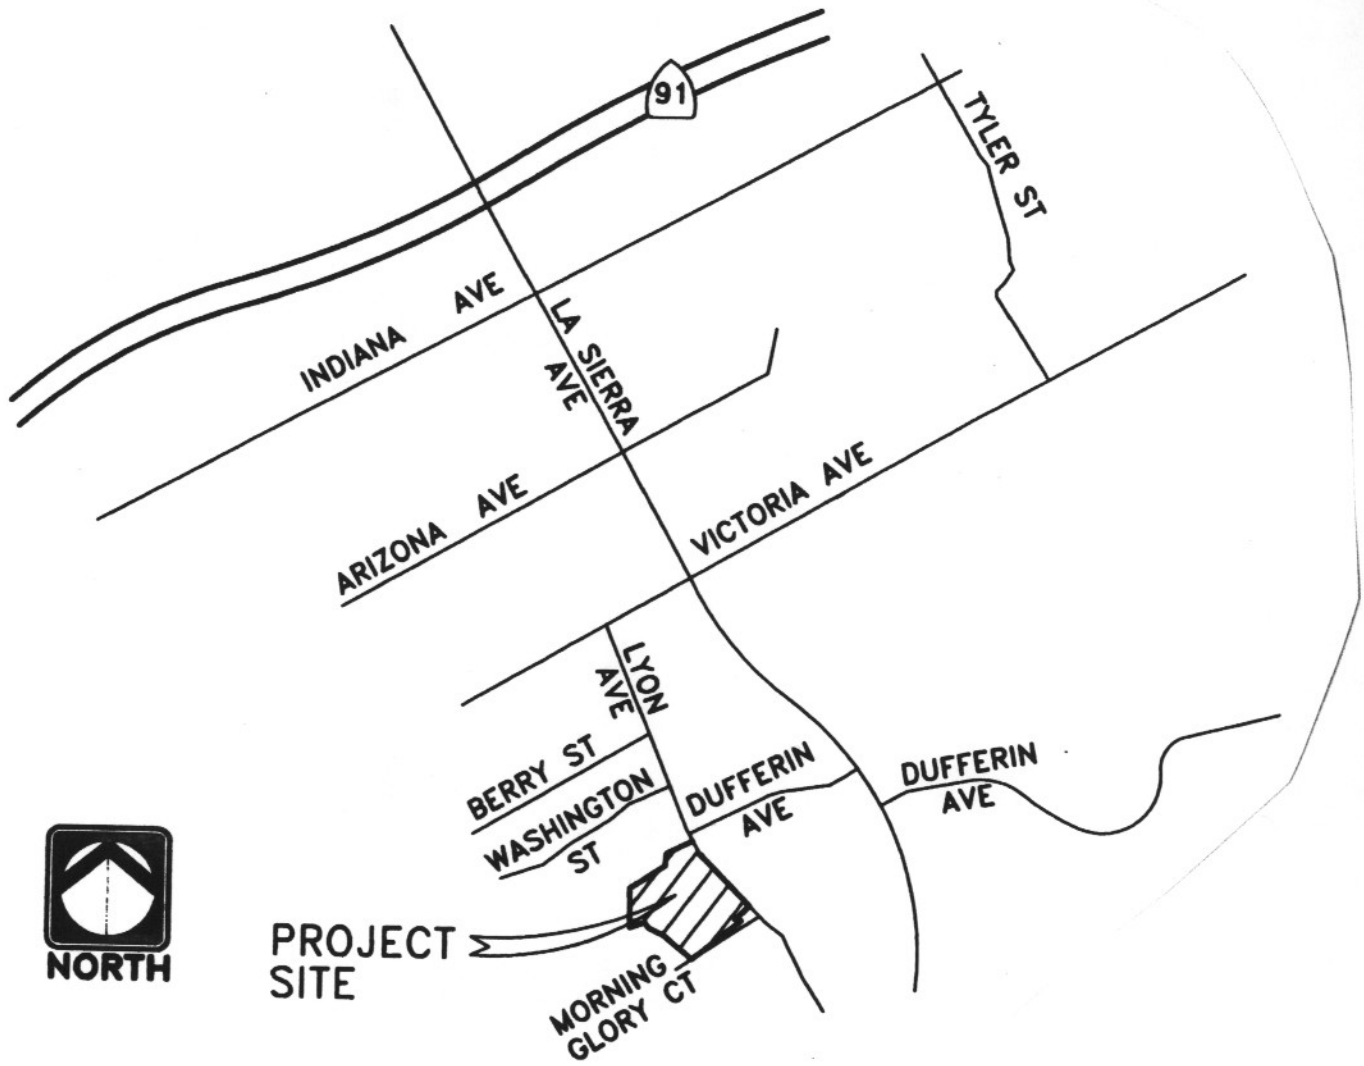 91
TYLER ST
INDIANA AVE
LA SIERRA
AVE
ARIZONA AVE
VICTORIA AVE
LYON
AVE
BERRY ST
WASHINGTON
ST
DUFFERIN
AVE
DUFFERIN
AVE
NORTH
PROJECT
SITE
MORNING
GLORY CT